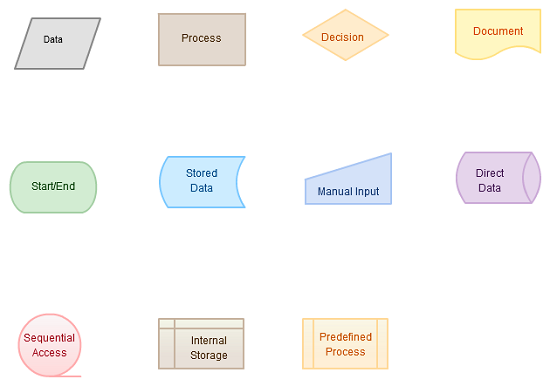 Data
Process
Decision
Document
Start/End
Stored
Data
Manual Input
Direct
Data
Sequential
Access
Internal
Storage
Predefined
Process